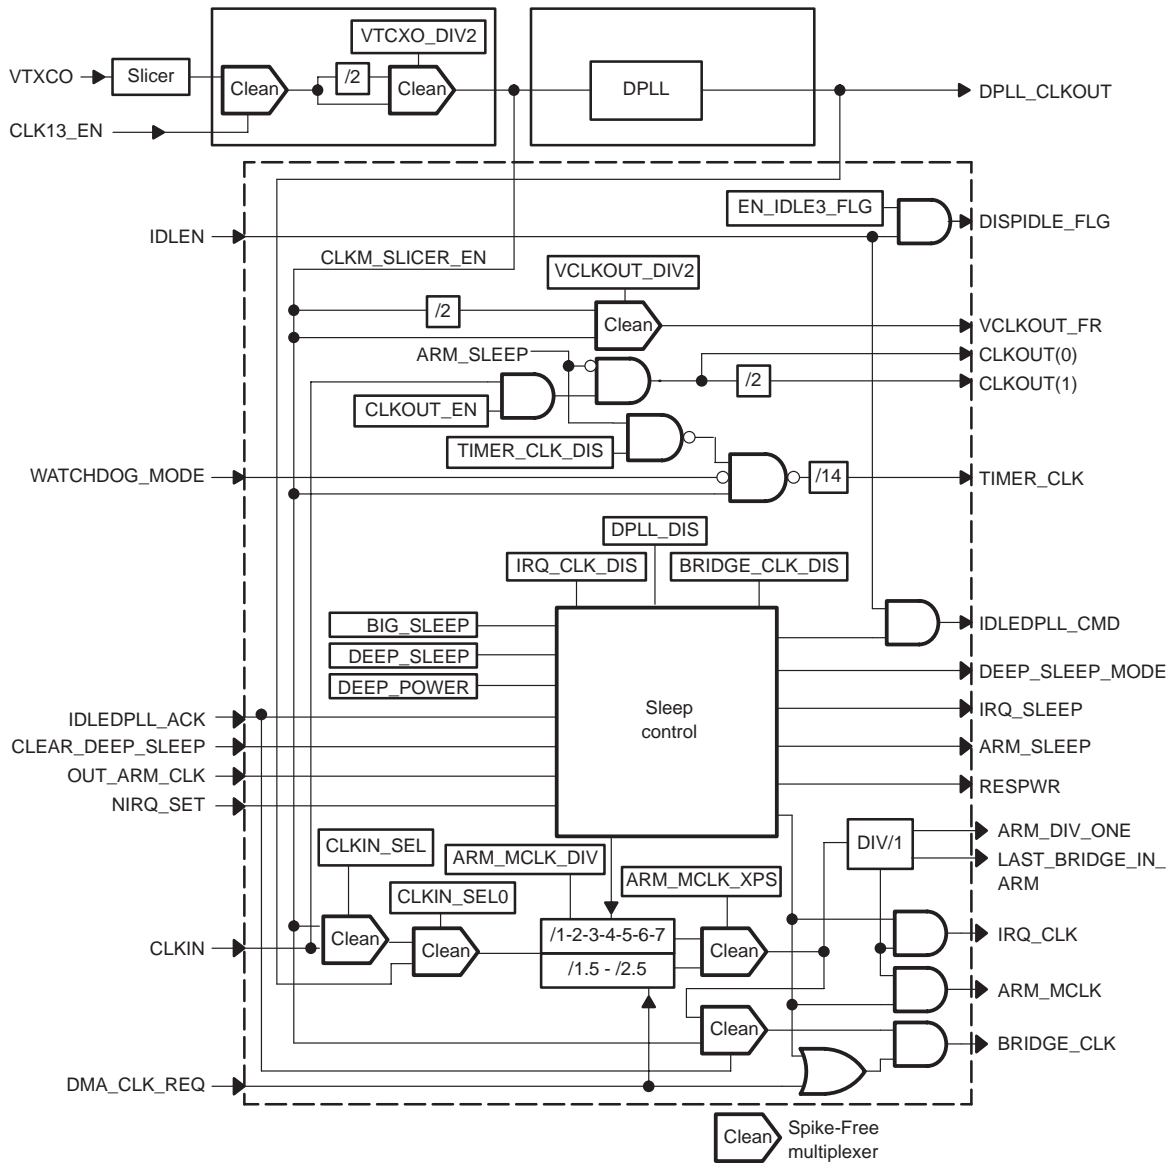 VTCXO_DIV2
VTXCO
Slicer
Clean
/2
Clean
DPLL
DPLL_CLKOUT
CLK13_EN
EN_IDLE3_FLG
DISPIDLE_FLG
IDLEN
CLKM_SLICER_EN
VCLKOUT_DIV2
/2
Clean
VCLKOUT_FR
ARM_SLEEP
CLKOUT(0)
/2
CLKOUT(1)
CLKOUT_EN
TIMER_CLK_DIS
WATCHDOG_MODE
/14
TIMER_CLK
DPLL_DIS
IRQ_CLK_DIS
BRIDGE_CLK_DIS
BIG_SLEEP
IDLEDPLL_CMD
DEEP_SLEEP
DEEP_SLEEP_MODE
DEEP_POWER
Sleep
control
IDLEDPLL_ACK
IRQ_SLEEP
CLEAR_DEEP_SLEEP
ARM_SLEEP
OUT_ARM_CLK
RESPWR
NIRQ_SET
CLKIN_SEL
ARM_MCLK_DIV
DIV/1
ARM_DIV_ONE
LAST_BRIDGE_IN_
ARM
ARM_MCLK_XPS
CLKIN_SEL0
CLKIN
Clean
Clean
/1-2-3-4-5-6-7
/1.5 - /2.5
Clean
IRQ_CLK
ARM_MCLK
Clean
BRIDGE_CLK
DMA_CLK_REQ
Clean
Spike-Free
multiplexer